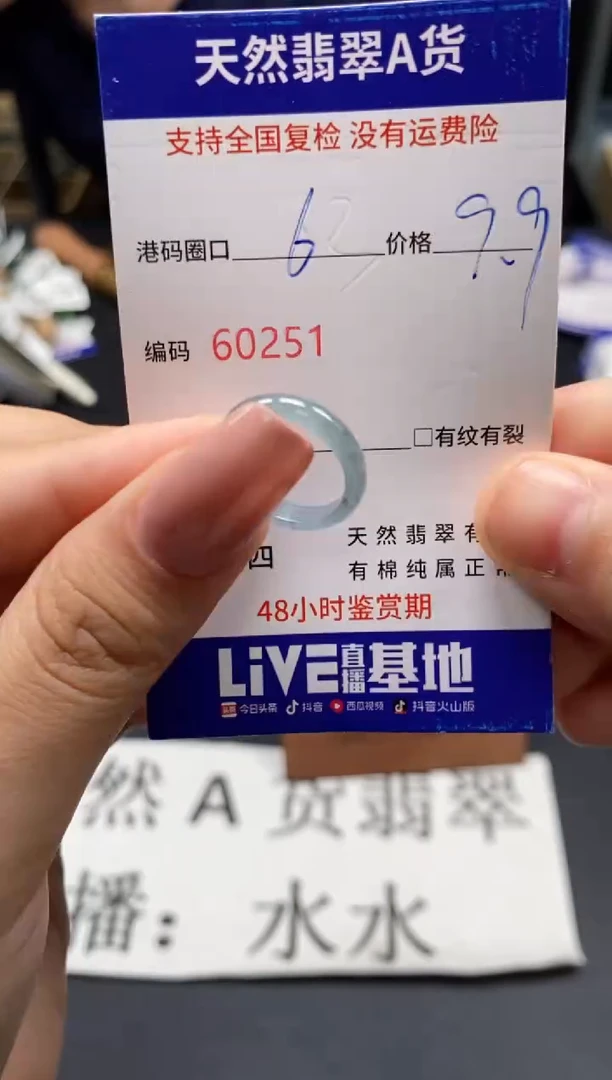 天然翡翠A货
支持全国复检 没有运费险
港码圈口 6 价格 9.9
编码 60251
□有纹有裂
四 天然翡翠有
有棉纯属正
48小时鉴赏期
LiVE直播基地
头条 今日头条 抖音 西瓜视频 抖音火山版
然A货翡翠
播：水水